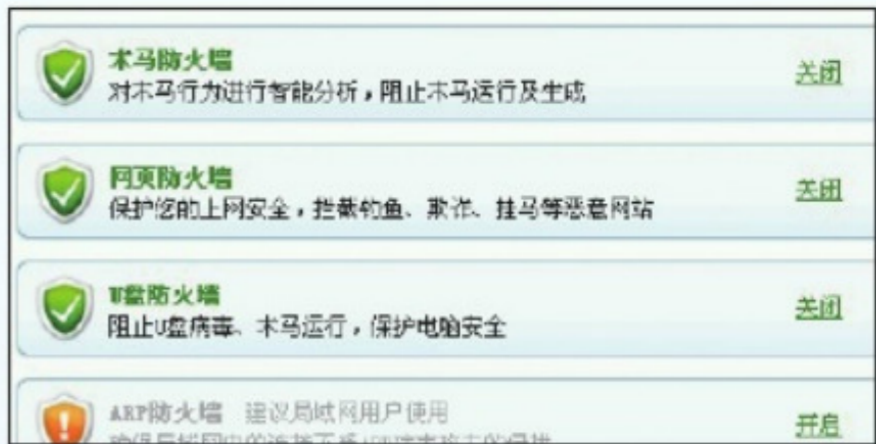 木马防火墙
对木马行为进行智能分析，阻止木马运行及生成
关闭
网页防火墙
保护您的上网安全，拦截钓鱼、欺诈、挂马等恶意网站
关闭
U盘防火墙
阻止U盘病毒、木马运行，保护电脑安全
关闭
ARP防火墙 建议局域网用户使用
开启